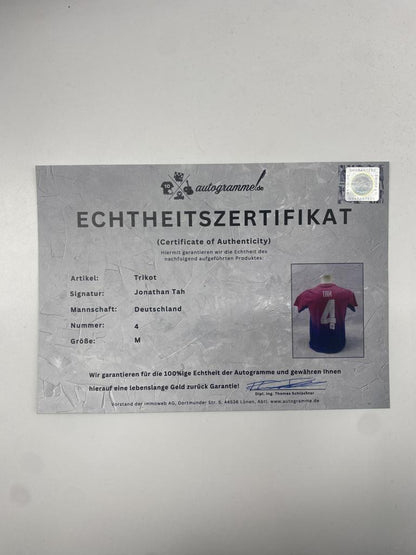 autogramme.de
ECHTHEITSZERTIFIKAT
(Certificate of Authenticity)
Hiermit garantieren wir die Echtheit des
nachfolgend aufgeführten Produktes:
Artikel: Trikot
Signatur: Jonathan Tah
Mannschaft: Deutschland
Nummer: 4
Größe: M
TAH
4
Wir garantieren für die 100%ige Echtheit der Autogramme und gewähren Ihnen
hierauf eine lebenslange Geld zurück Garantie!
Dipl. Ing. Thomas Schlüchner
Vorstand der immoweb AG, Dortmunder Str. 5, 44536 Lünen, Abtl. www.autogramme.de